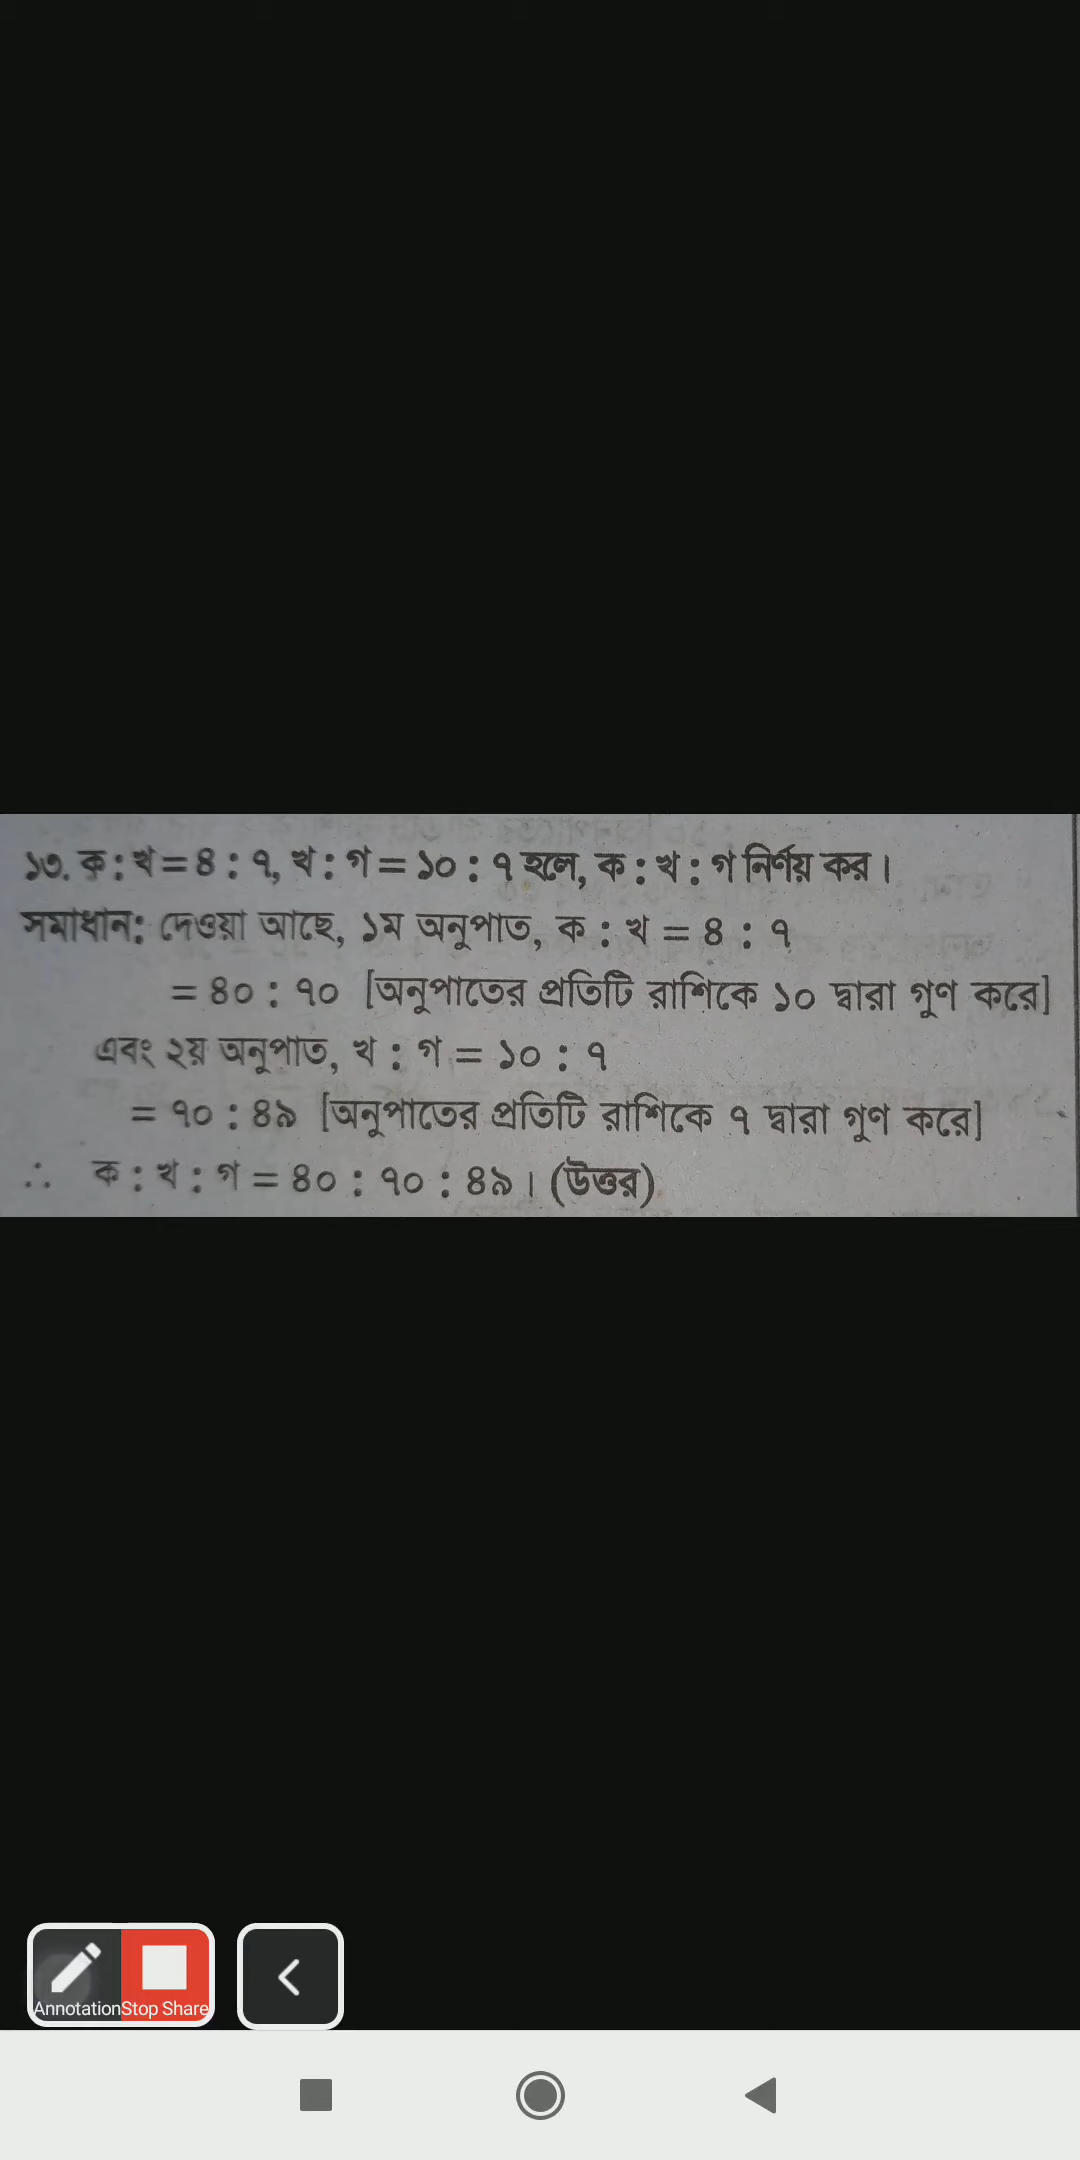 ১৩. ক : খ = ৪ : ৭, খ : গ = ১০ : ৭ হলে, ক : খ : গ নির্ণয় কর।
সমাধান: দেওয়া আছে, ১ম অনুপাত, ক : খ = ৪ : ৭
= ৪০ : ৭০ [অনুপাতের প্রতিটি রাশিকে ১০ দ্বারা গুণ করে]
এবং ২য় অনুপাত, খ : গ = ১০ : ৭
= ৭০ : ৪৯ [অনুপাতের প্রতিটি রাশিকে ৭ দ্বারা গুণ করে]
∴ ক : খ : গ = ৪০ : ৭০ : ৪৯। (উত্তর)
Annotation Stop Share